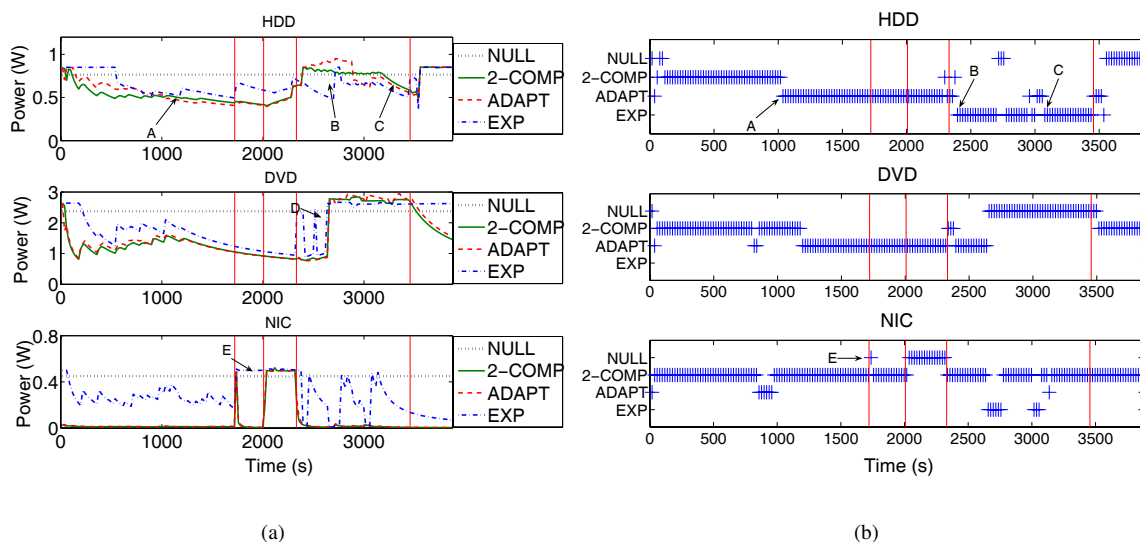 HDD
Power (W)
1
0.5
0
0 1000 2000 3000
A
B
C
NULL
2-COMP
ADAPT
EXP
DVD
Power (W)
3
2
1
0
0 1000 2000 3000
D
NULL
2-COMP
ADAPT
EXP
NIC
Power (W)
0.8
0.4
0
0 1000 2000 3000
E
NULL
2-COMP
ADAPT
EXP
Time (s)
(a)
HDD
NULL
2-COMP
ADAPT
EXP
A
B
C
0 500 1000 1500 2000 2500 3000 3500
DVD
NULL
2-COMP
ADAPT
EXP
0 500 1000 1500 2000 2500 3000 3500
NIC
NULL
2-COMP
ADAPT
EXP
E
0 500 1000 1500 2000 2500 3000 3500
Time (s)
(b)